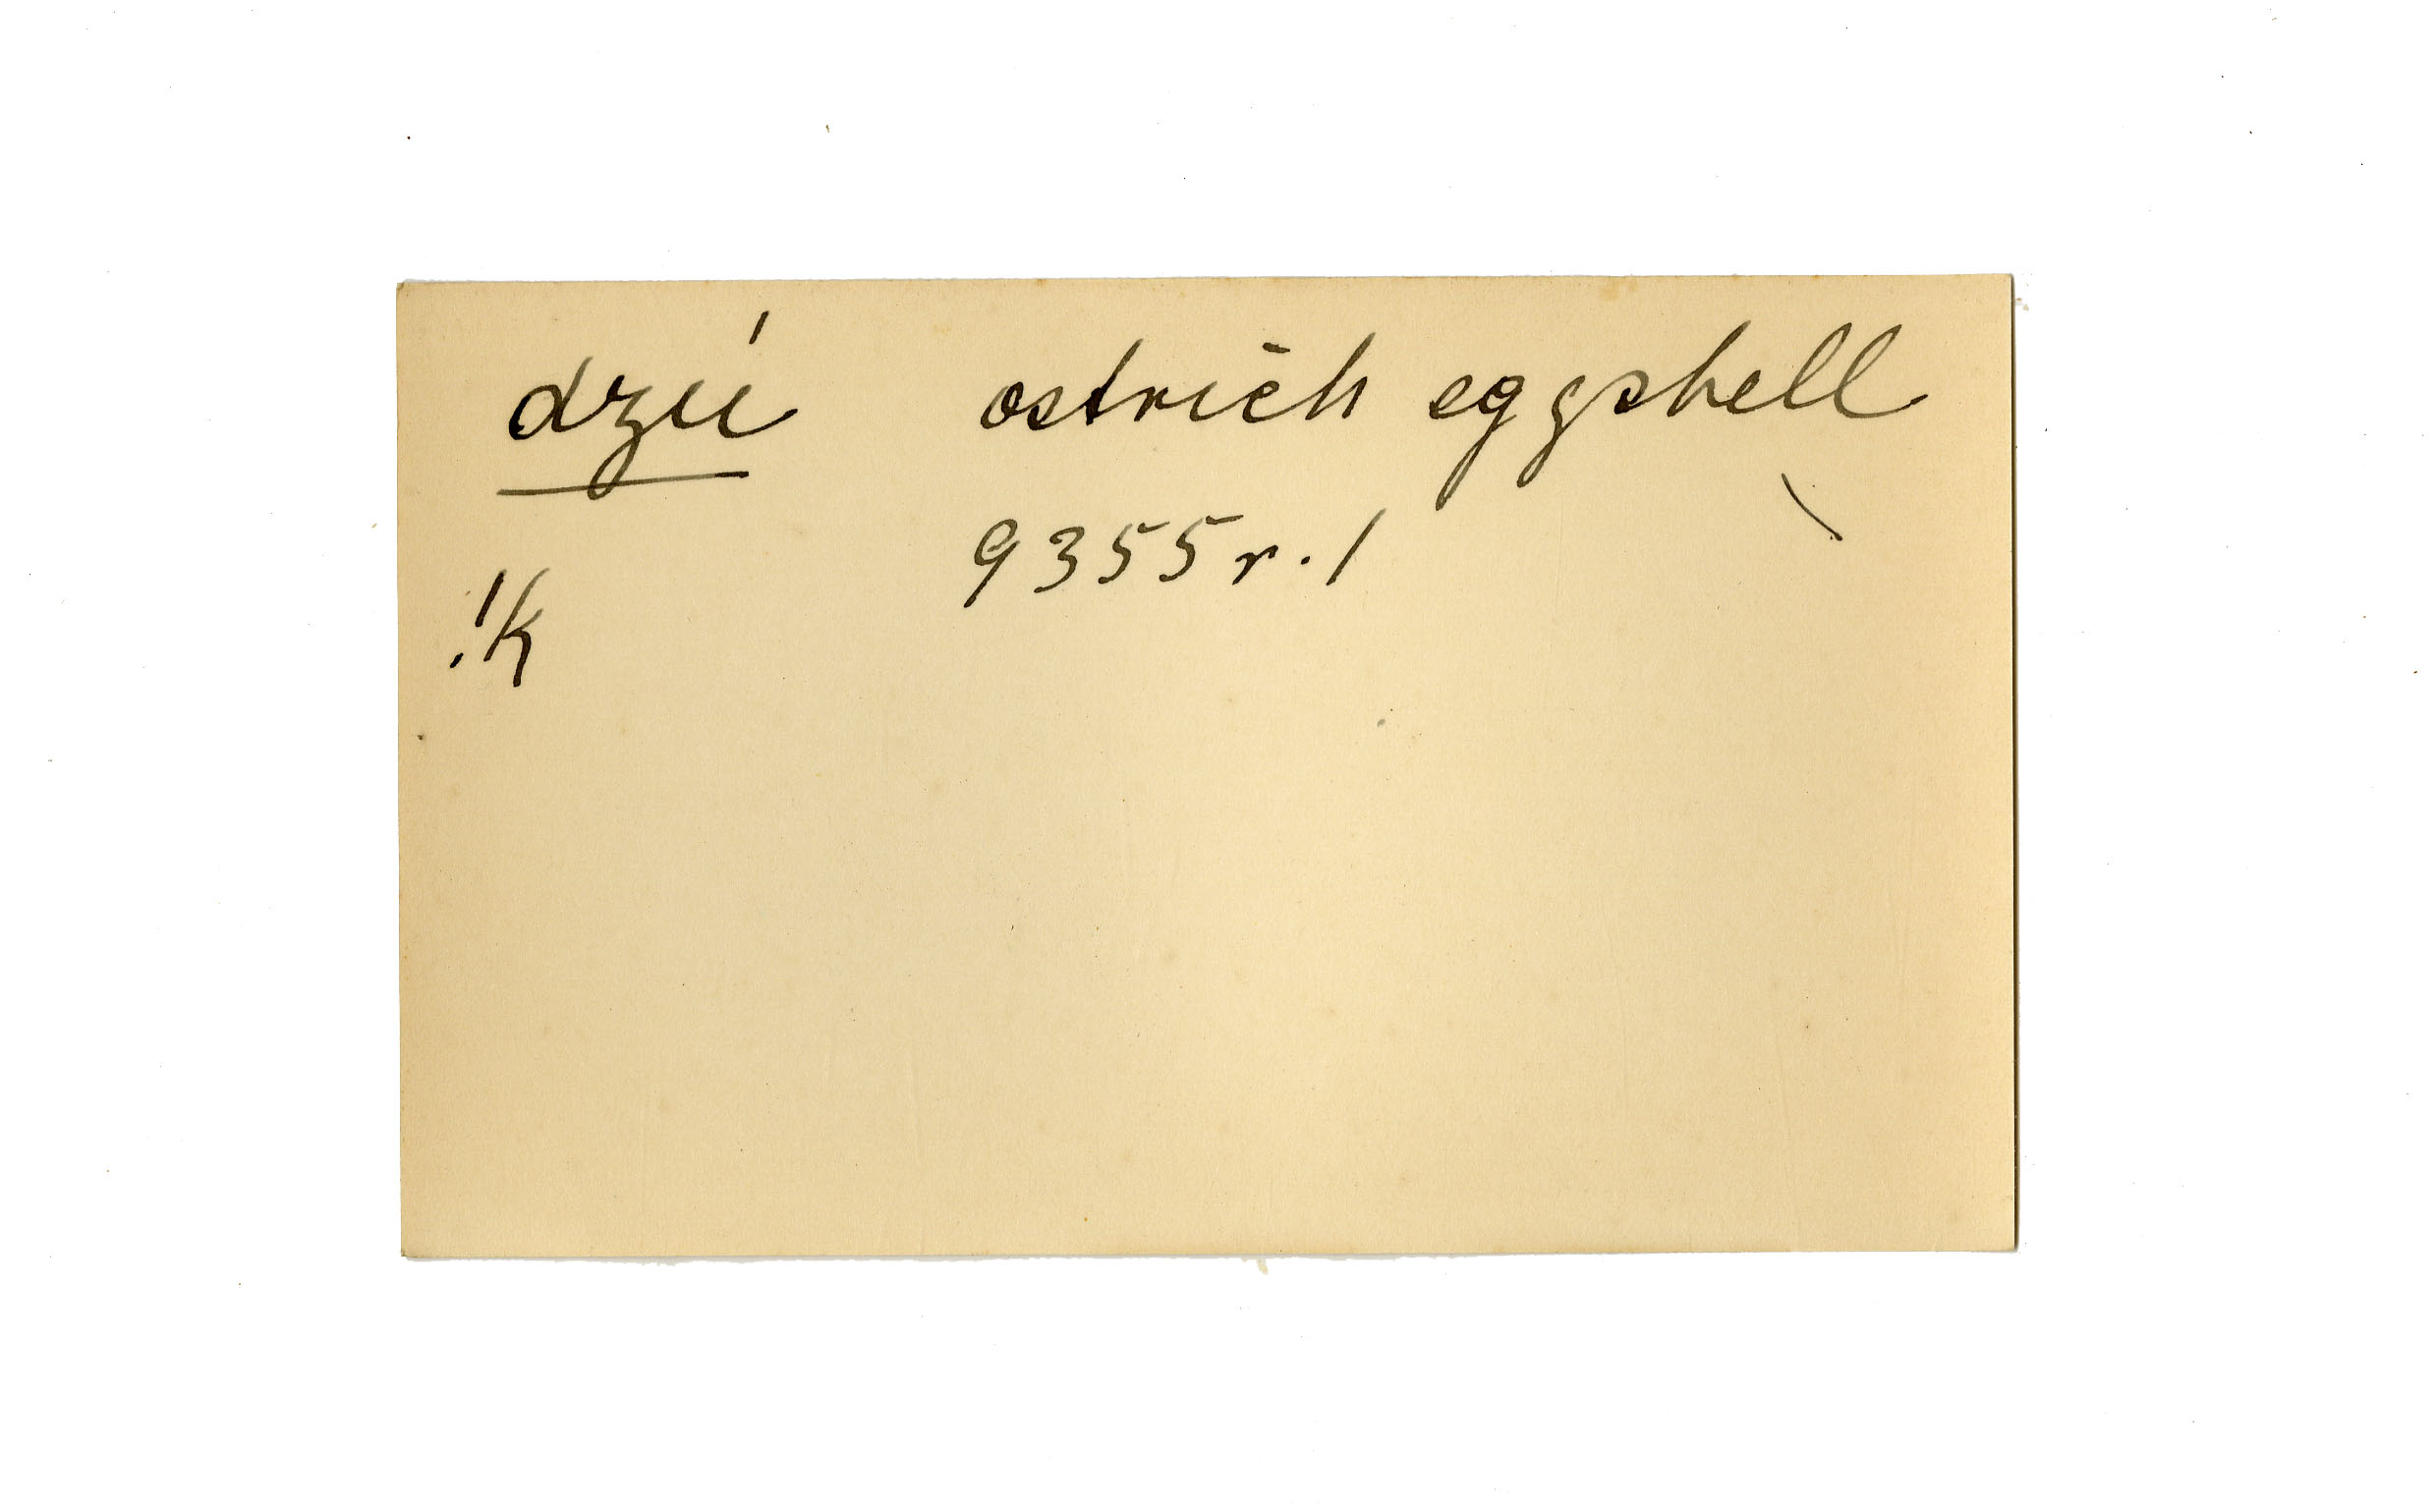 dzú ostrich eggshell
9355r.1
!k